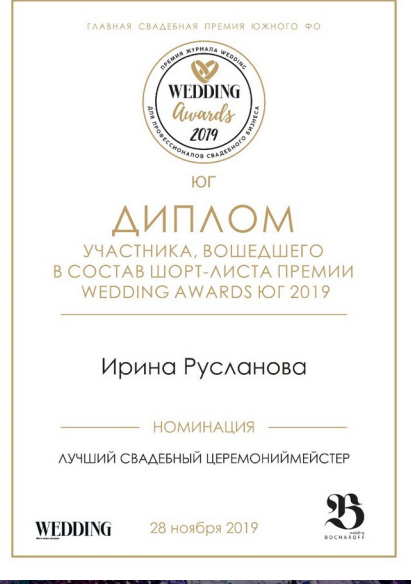 ГЛАВНАЯ СВАДЕБНАЯ ПРЕМИЯ ЮЖНОГО ФО
ПРЕМИЯ ЖУРНАЛА WEDDING
WEDDING
Awards
2019
ДЛЯ ПРОФЕССИОНАЛОВ СВАДЕБНОГО БИЗНЕСА
ЮГ
ДИПЛОМ
УЧАСТНИКА, ВОШЕДШЕГО
В СОСТАВ ШОРТ-ЛИСТА ПРЕМИИ
WEDDING AWARDS ЮГ 2019
Ирина Русланова
НОМИНАЦИЯ
ЛУЧШИЙ СВАДЕБНЫЙ ЦЕРЕМОНИЙМЕЙСТЕР
WEDDING
28 ноября 2019
B
wedding
BOCHAROFF